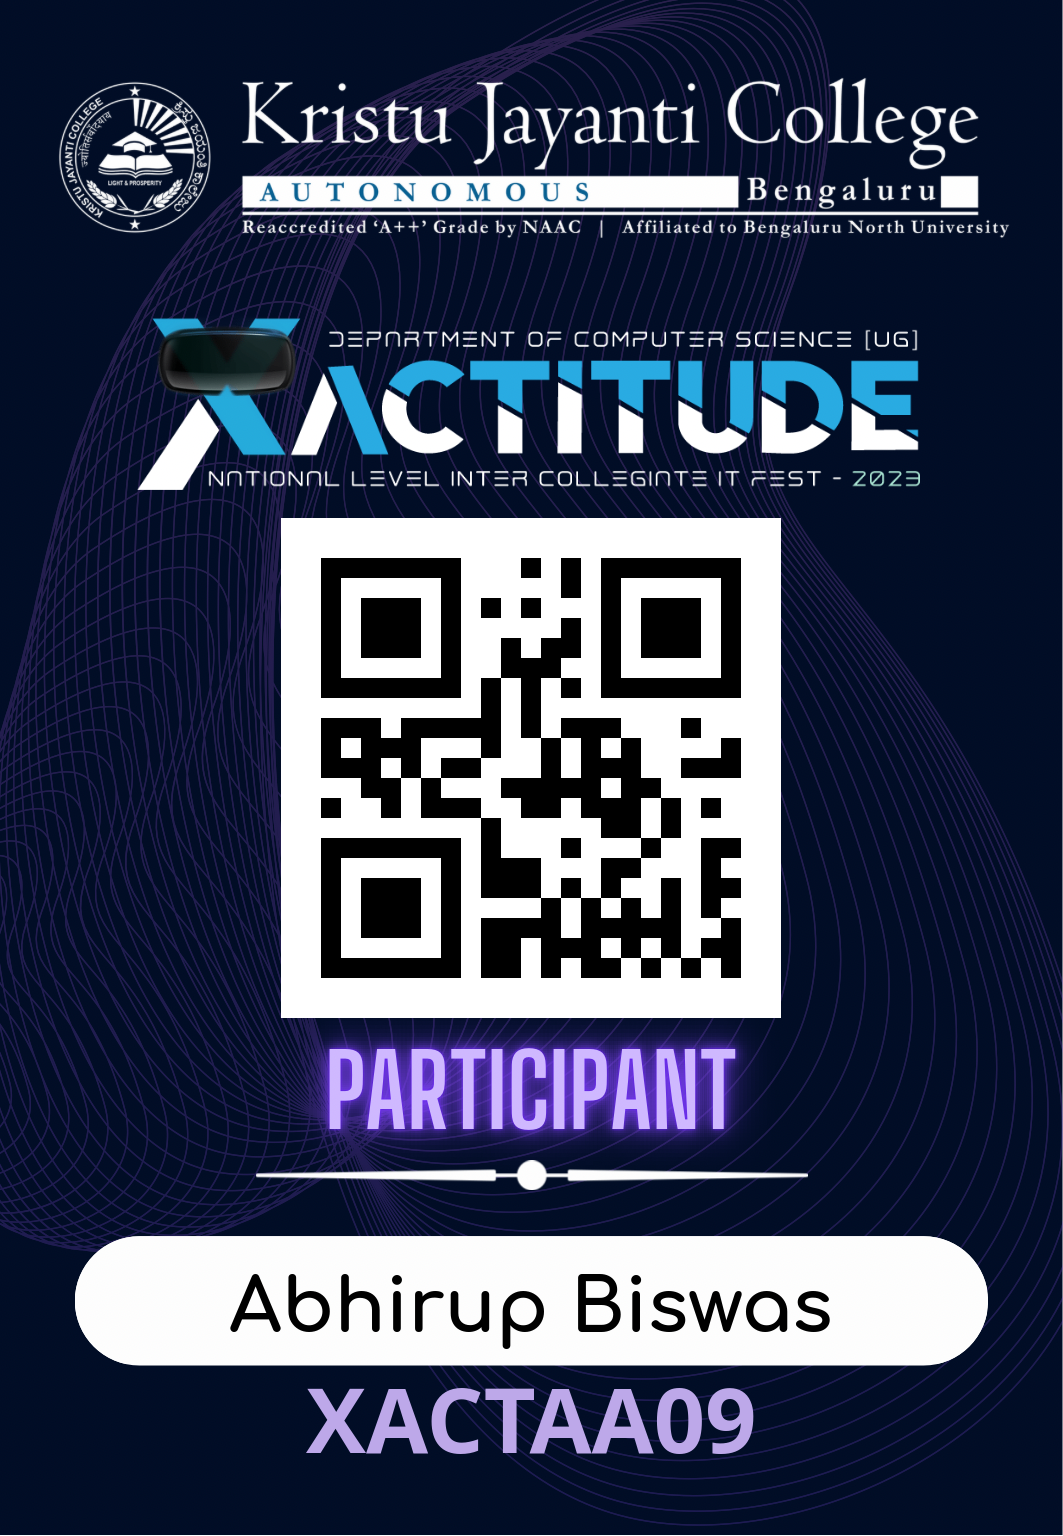 KRISTU JAYANTI COLLEGE
LIGHT & PROSPERITY
Kristu Jayanti College
AUTONOMOUS Bengaluru
Reaccredited ‘A++’ Grade by NAAC | Affiliated to Bengaluru North University
DEPARTMENT OF COMPUTER SCIENCE [UG]
XACTITUDE
NATIONAL LEVEL INTER COLLEGIATE IT FEST - 2023
PARTICIPANT
Abhirup Biswas
XACTAA09